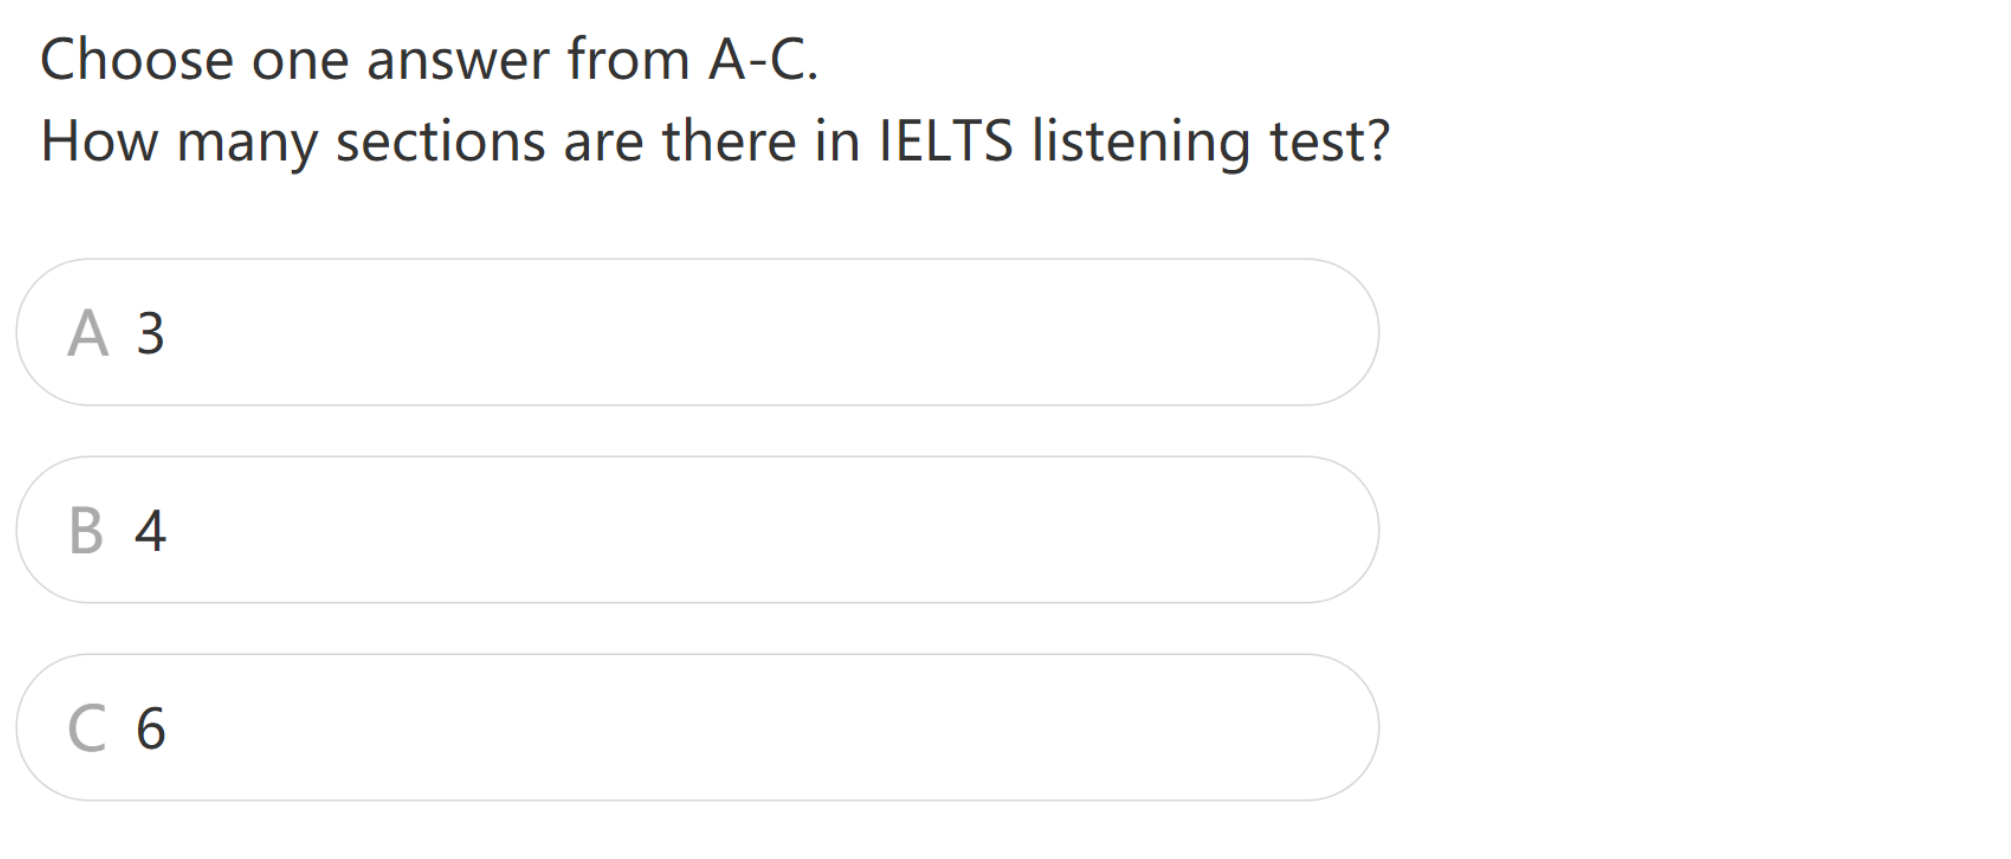 Choose one answer from A-C.
How many sections are there in IELTS listening test?
A 3
B 4
C 6